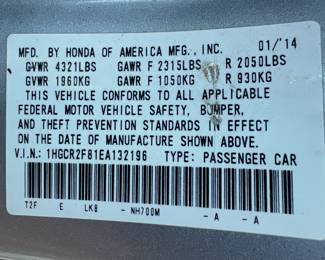 MFD. BY HONDA OF AMERICA MFG., INC. 01/'14
GVWR 4321LBS GAWR F 2315LBS R 2050LBS
GVWR 1960KG GAWR F 1050KG R 930KG
THIS VEHICLE CONFORMS TO ALL APPLICABLE
FEDERAL MOTOR VEHICLE SAFETY, BUMPER,
AND THEFT PREVENTION STANDARDS IN EFFECT
ON THE DATE OF MANUFACTURE SHOWN ABOVE.
V.I.N.: 1HGCR2F81EA132196 TYPE: PASSENGER CAR
T2F E LK8 - NH700M -A -A